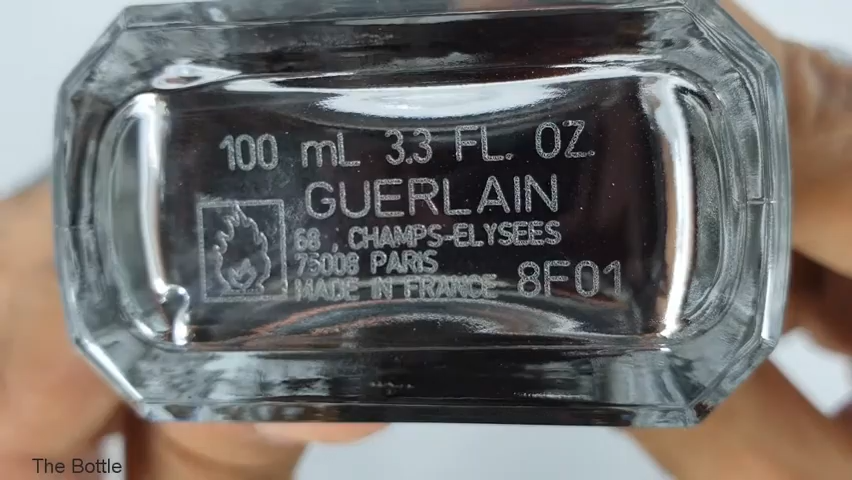 100 mL 3.3 FL. OZ.
GUERLAIN
68, CHAMPS-ELYSEES
75008 PARIS
MADE IN FRANCE 8F01
The Bottle